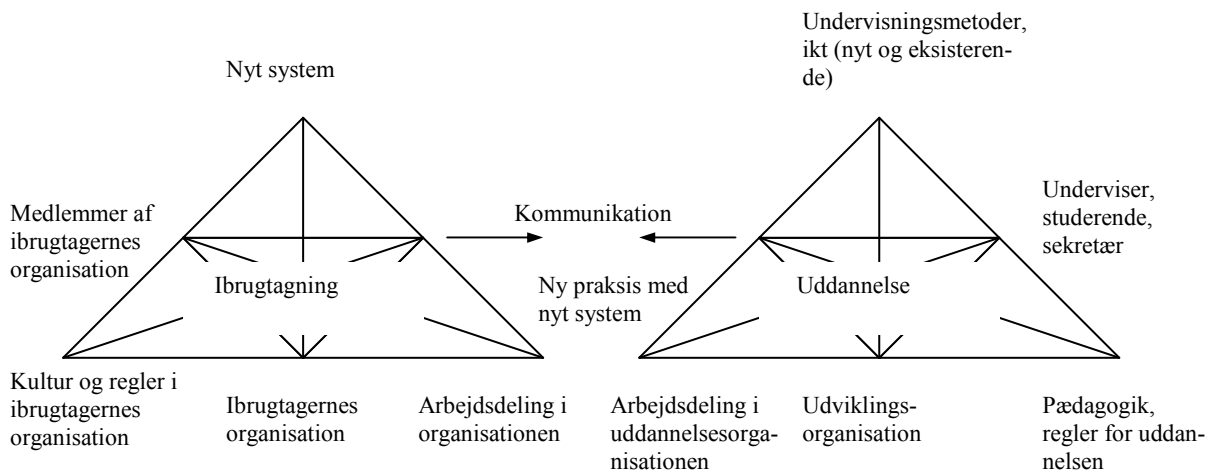 Undervisningsmetoder,
ikt (nyt og eksisteren-
de)
Nyt system
Medlemmer af
ibrugtagernes
organisation
Kommunikation
Underviser,
studerende,
sekretær
Ibrugtagning
Ny praksis med
nyt system
Uddannelse
Kultur og regler i
ibrugtagernes
organisation
Ibrugtagernes
organisation
Arbejdsdeling i
organisationen
Arbejdsdeling i
uddannelsesorga-
nisationen
Udviklings-
organisation
Pædagogik,
regler for uddan-
nelsen